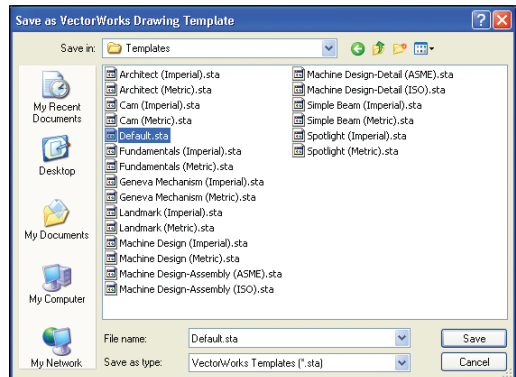 Save as VectorWorks Drawing Template
Save in:
Templates
My Recent
Documents
Desktop
My Documents
My Computer
My Network
Architect (Imperial).sta
Architect (Metric).sta
Cam (Imperial).sta
Cam (Metric).sta
Default.sta
Fundamentals (Imperial).sta
Fundamentals (Metric).sta
Geneva Mechanism (Imperial).sta
Geneva Mechanism (Metric).sta
Landmark (Imperial).sta
Landmark (Metric).sta
Machine Design (Imperial).sta
Machine Design (Metric).sta
Machine Design-Assembly (ASME).sta
Machine Design-Assembly (ISO).sta
Machine Design-Detail (ASME).sta
Machine Design-Detail (ISO).sta
Simple Beam (Imperial).sta
Simple Beam (Metric).sta
Spotlight (Imperial).sta
Spotlight (Metric).sta
File name:
Default.sta
Save
Save as type:
VectorWorks Templates (*.sta)
Cancel